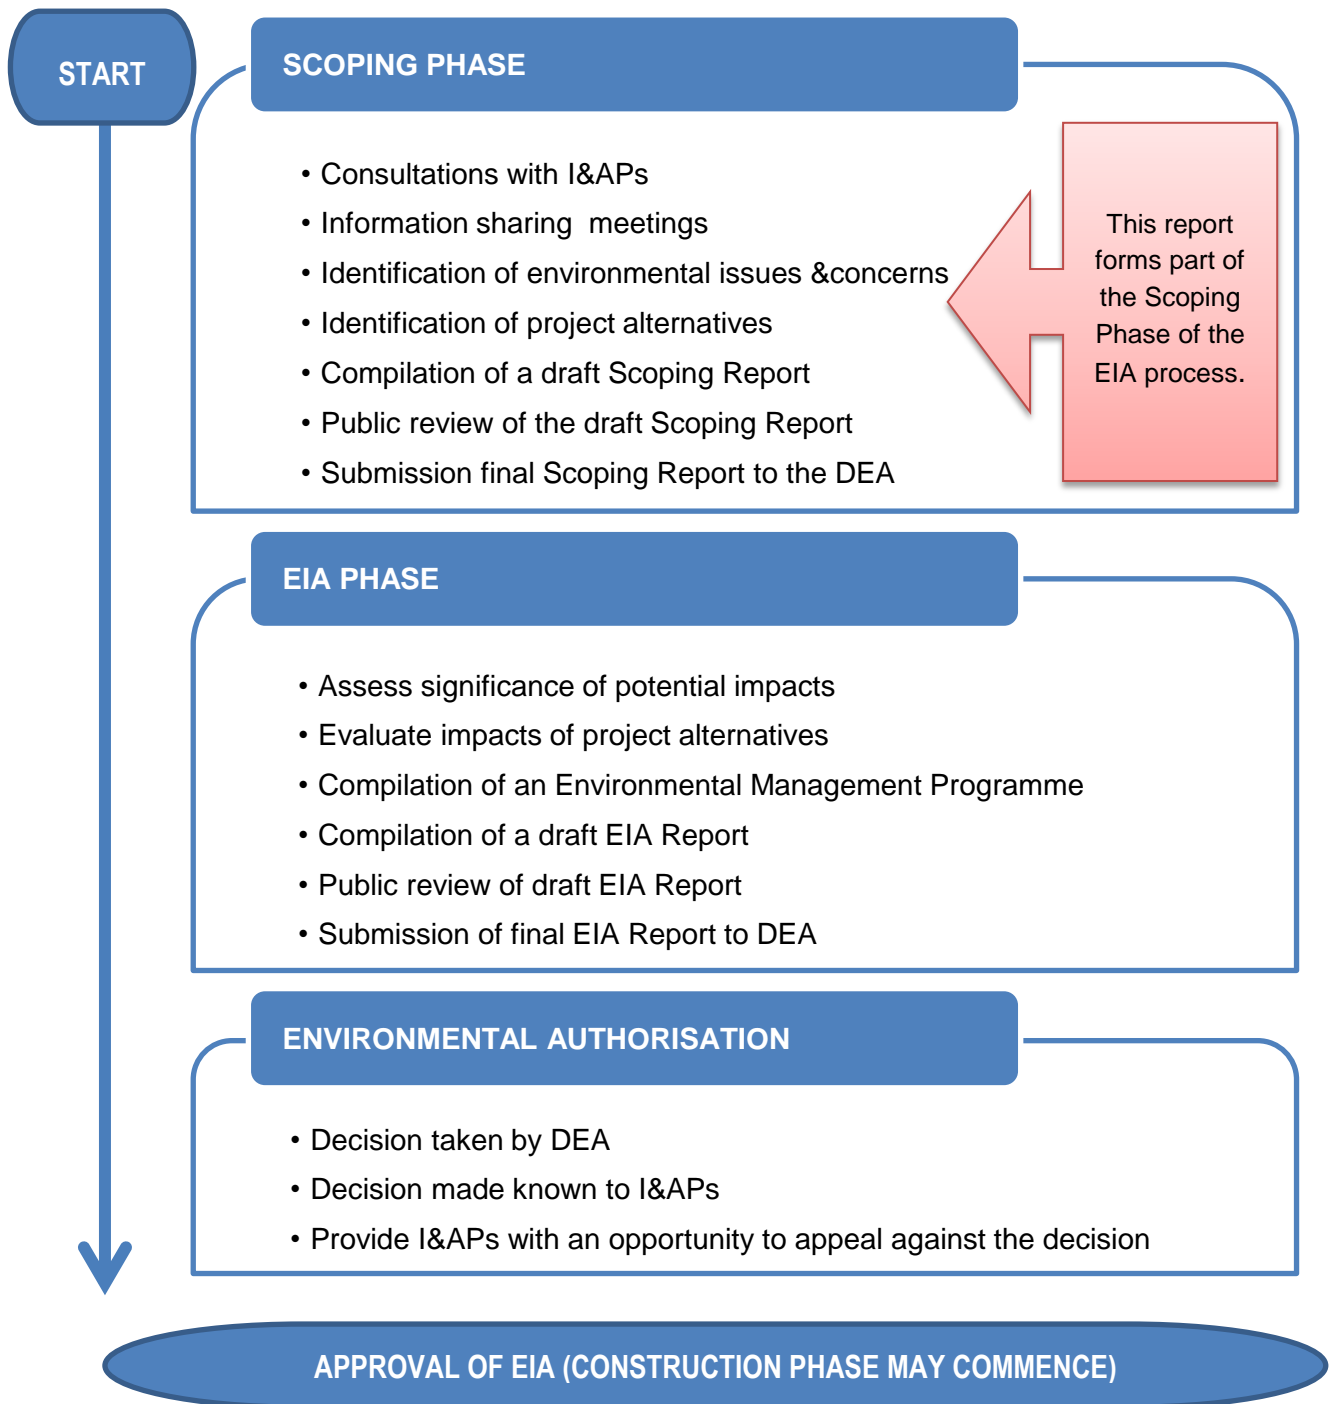 START
SCOPING PHASE
• Consultations with I&APs
• Information sharing  meetings
• Identification of environmental issues &concerns
• Identification of project alternatives
• Compilation of a draft Scoping Report
• Public review of the draft Scoping Report
• Submission final Scoping Report to the DEA
This report
forms part of
the Scoping
Phase of the
EIA process.
EIA PHASE
• Assess significance of potential impacts
• Evaluate impacts of project alternatives
• Compilation of an Environmental Management Programme
• Compilation of a draft EIA Report
• Public review of draft EIA Report
• Submission of final EIA Report to DEA
ENVIRONMENTAL AUTHORISATION
• Decision taken by DEA
• Decision made known to I&APs
• Provide I&APs with an opportunity to appeal against the decision
APPROVAL OF EIA (CONSTRUCTION PHASE MAY COMMENCE)